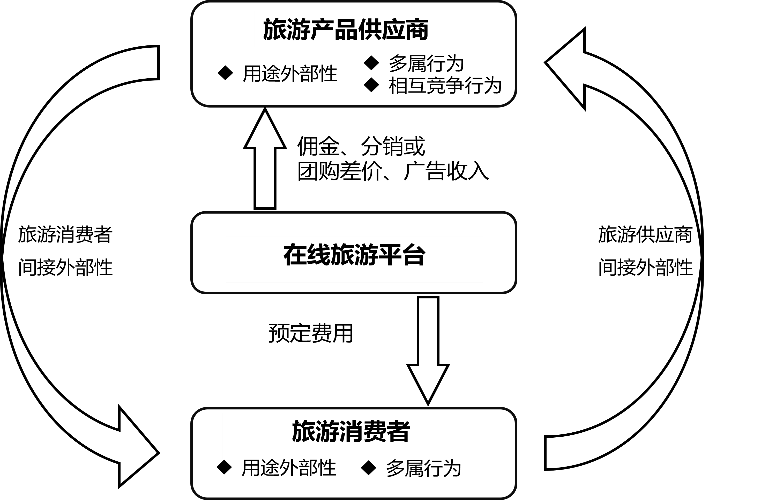 旅游产品供应商
◆ 用途外部性
◆ 多属行为
◆ 相互竞争行为
佣金、分销或
团购差价、广告收入
旅游消费者
间接外部性
在线旅游平台
旅游供应商
间接外部性
预定费用
旅游消费者
◆ 用途外部性 ◆ 多属行为